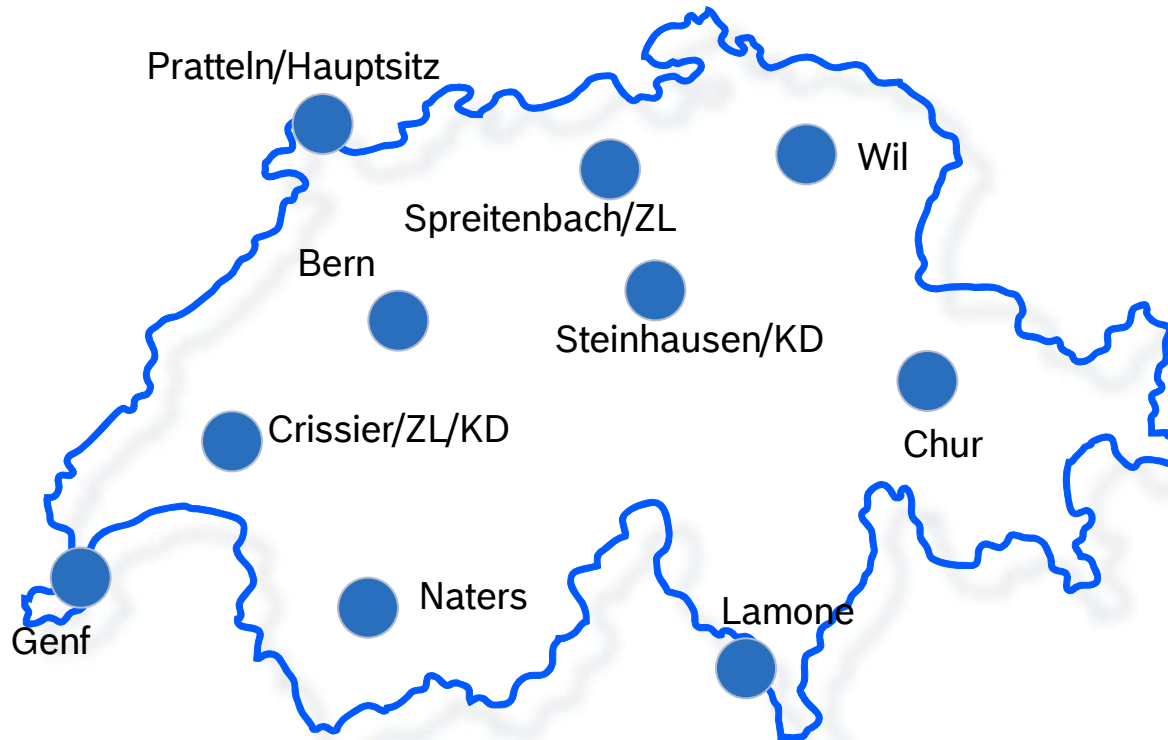 Pratteln/Hauptsitz
Wil
Spreitenbach/ZL
Bern
Steinhausen/KD
Crissier/ZL/KD
Chur
Naters
Lamone
Genf